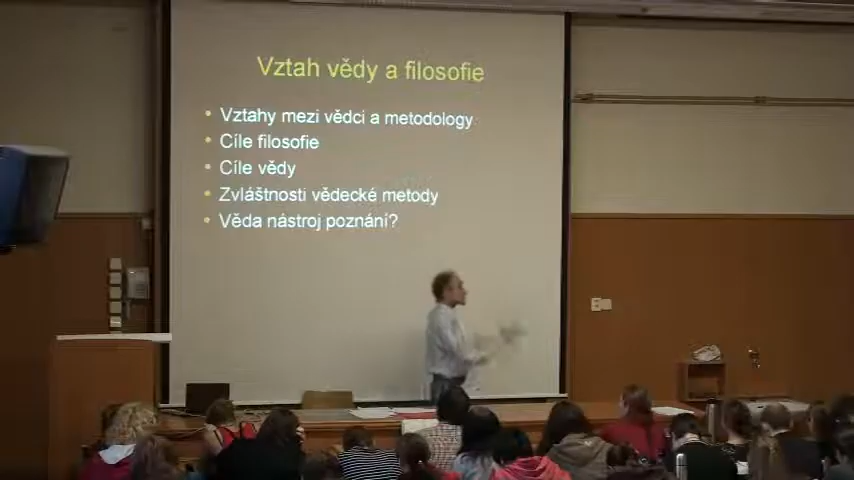 Vztah vědy a filosofie
• Vztahy mezi vědci a metodology
• Cíle filosofie
• Cíle vědy
• Zvláštnosti vědecké metody
• Věda nástroj poznání?